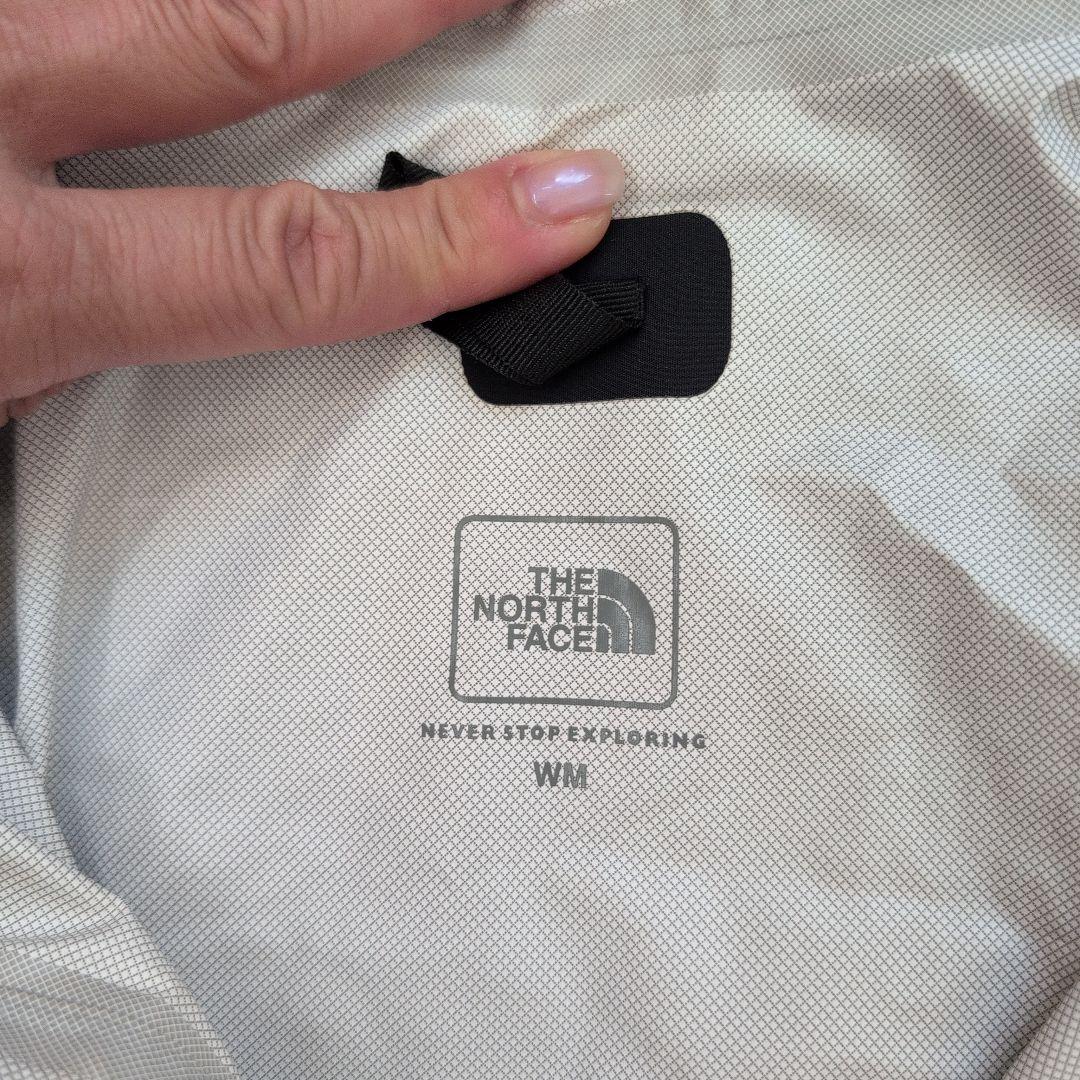 THE
NORTH
FACE
NEVER STOP EXPLORING
WM